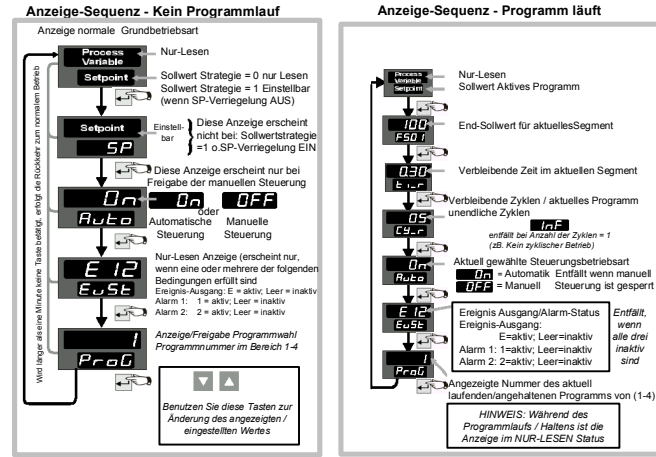 Anzeige-Sequenz - Kein Programmlauf
Anzeige normale Grundbetriebsart
Process
Variable
Setpoint
Nur-Lesen
Sollwert Strategie = 0 nur Lesen
Sollwert Strategie = 1 Einstellbar
(wenn SP-Verriegelung AUS)
Setpoint
SP
Einstell-
bar
Diese Anzeige erscheint
nicht bei: Sollwertstrategie
=1 o.SP-Verriegelung EIN
Diese Anzeige erscheint nur bei
Freigabe der manuellen Steuerung
On
Auto
On
oder
OFF
Automatische
Steuerung
Manuelle
Steuerung
E 12
EuSt
Nur-Lesen Anzeige (erscheint nur,
wenn eine oder mehrere der folgenden
Bedingungen erfüllt sind
Ereignis-Ausgang: E = aktiv; Leer = inaktiv
Alarm 1: 1 = aktiv; Leer = inaktiv
Alarm 2: 2 = aktiv; Leer = inaktiv
1
ProG
Anzeige/Freigabe Programmwahl
Programmnummer im Bereich 1-4
Benutzen Sie diese Tasten zur
Änderung des angezeigten /
eingestellten Wertes
Wird länger als eine Minute keine Taste betätigt, erfolgt die Rückkehr zum normalem Betrieb
Anzeige-Sequenz - Programm läuft
Process
Variable
Setpoint
Nur-Lesen
Sollwert Aktives Programm
100
FS01
End-Sollwert für aktuellesSegment
0.30
ti_r
Verbleibende Zeit im aktuellen Segment
05
CY_r
Verbleibende Zyklen / aktuelles Programm
unendliche Zyklen
InF
entfällt bei Anzahl der Zyklen = 1
(zB. Kein zyklischer Betrieb)
On
Auto
Aktuell gewählte Steuerungsbetriebsart
On = Automatik Entfällt wenn manuell
OFF = Manuell Steuerung ist gesperrt
E 12
EuSt
Ereignis Ausgang/Alarm-Status
Ereignis-Ausgang:
E=aktiv; Leer=inaktiv
Alarm 1: 1=aktiv; Leer=inaktiv
Alarm 2: 2=aktiv; Leer=inaktiv
Entfällt,
wenn
alle drei
inaktiv
sind
1
ProG
Angezeigte Nummer des aktuell
laufenden/angehaltenen Programms von (1-4)
HINWEIS: Während des
Programmlaufs / Haltens ist die
Anzeige im NUR-LESEN Status